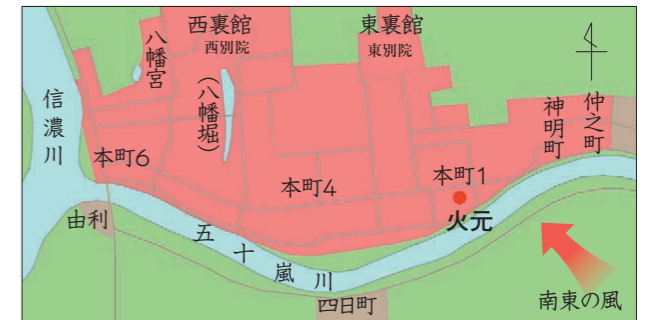 西裏館
西別院
東裏館
東別院
八幡宮
（八幡堀）
信濃川
仲之町
神明町
本町6
本町4
本町1
火元
由利
五十嵐川
四日町
南東の風